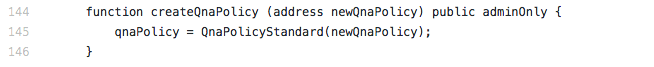 144 function createQnaPolicy (address newQnaPolicy) public adminOnly {
145 qnaPolicy = QnaPolicyStandard(newQnaPolicy);
146 }